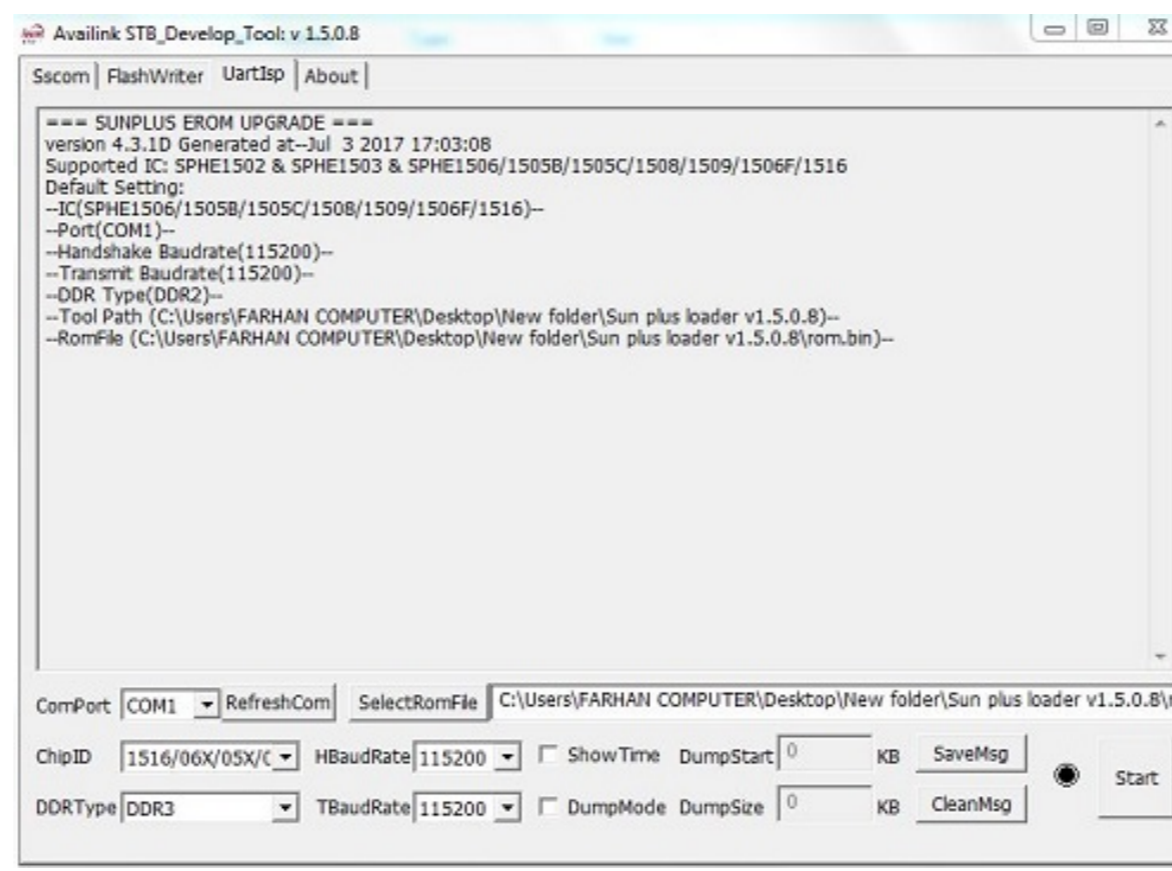 Availink STB_Develop_Tool: v 1.5.0.8
Sscom FlashWriter UartIsp About
=== SUNPLUS EROM UPGRADE ===
version 4.3.1D Generated at--Jul 3 2017 17:03:08
Supported IC: SPHE1502 & SPHE1503 & SPHE1506/1505B/1505C/1508/1509/1506F/1516
Default Setting:
--IC(SPHE1506/1505B/1505C/1508/1509/1506F/1516)--
--Port(COM1)--
--Handshake Baudrate(115200)--
--Transmit Baudrate(115200)--
--DDR Type(DDR2)--
--Tool Path (C:\Users\FARHAN COMPUTER\Desktop\New folder\Sun plus loader v1.5.0.8)--
--RomFile (C:\Users\FARHAN COMPUTER\Desktop\New folder\Sun plus loader v1.5.0.8\rom.bin)--
ComPort COM1 RefreshCom SelectRomFile C:\Users\FARHAN COMPUTER\Desktop\New folder\Sun plus loader v1.5.0.8\
ChipID 1516/06X/05X/ HBaudRate 115200 ShowTime DumpStart 0 KB SaveMsg
Start
DDRType DDR3 TBaudRate 115200 DumpMode DumpSize 0 KB CleanMsg